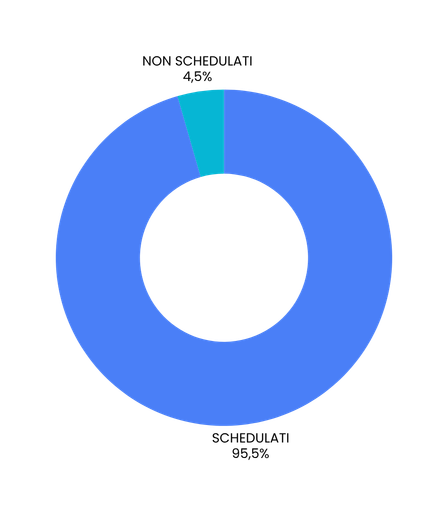 NON SCHEDULATI
4,5%
SCHEDULATI
95,5%